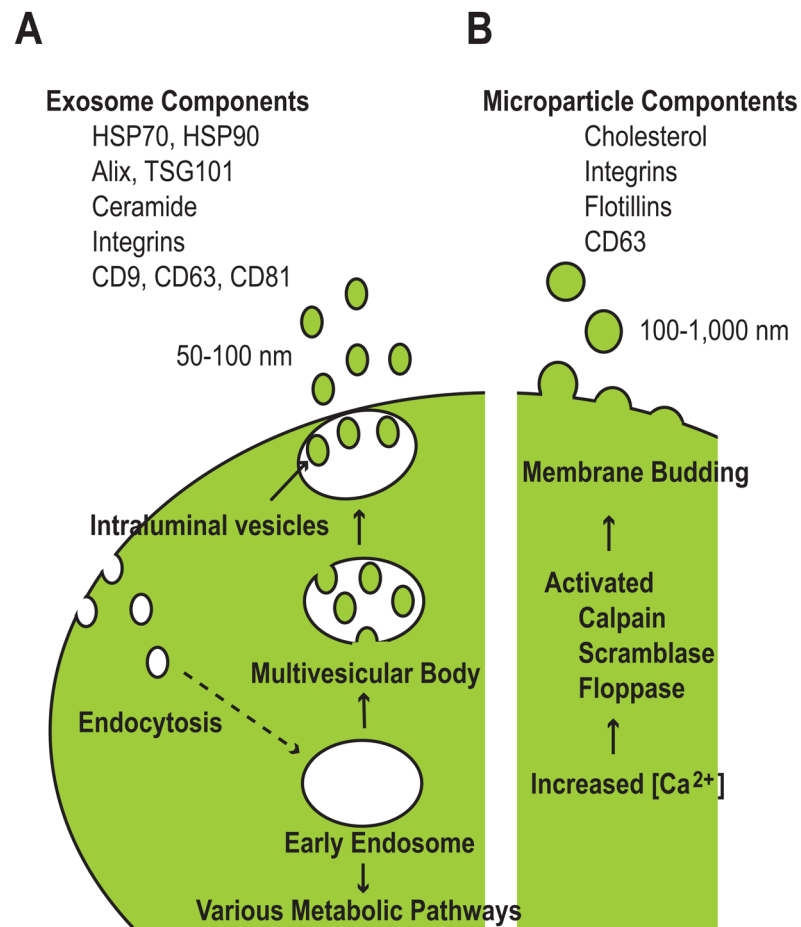 A
Exosome Components
HSP70, HSP90
Alix, TSG101
Ceramide
Integrins
CD9, CD63, CD81
50-100 nm
Intraluminal vesicles
Multivesicular Body
Endocytosis
Early Endosome
Various Metabolic Pathways
B
Microparticle Compontents
Cholesterol
Integrins
Flotillins
CD63
100-1,000 nm
Membrane Budding
Activated
Calpain
Scramblase
Floppase
Increased [Ca²⁺]